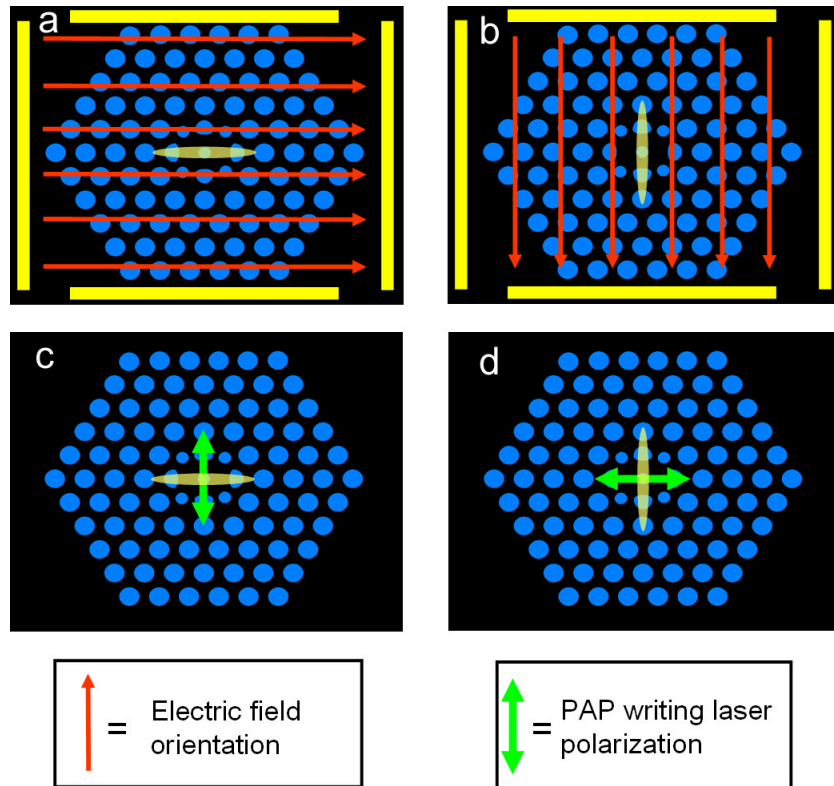 a
b
c
d
= Electric field
orientation
= PAP writing laser
polarization